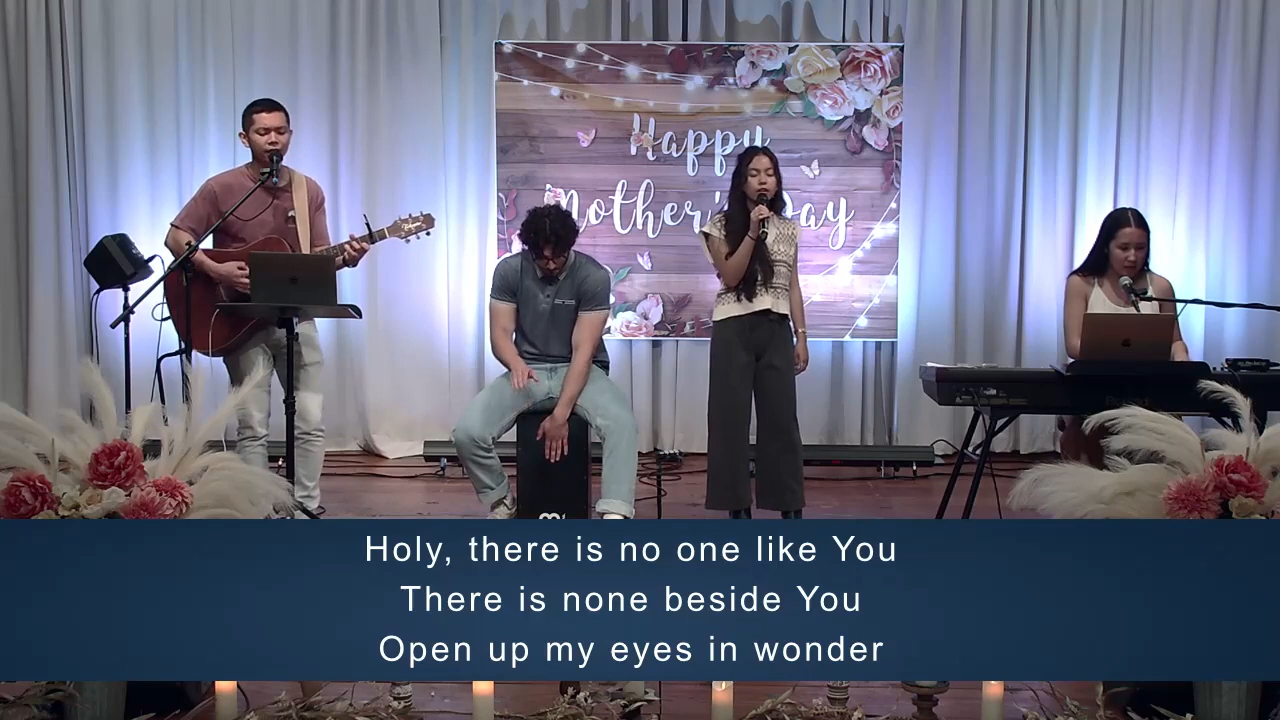 Happy
Mother's Day
Holy, there is no one like You
There is none beside You
Open up my eyes in wonder